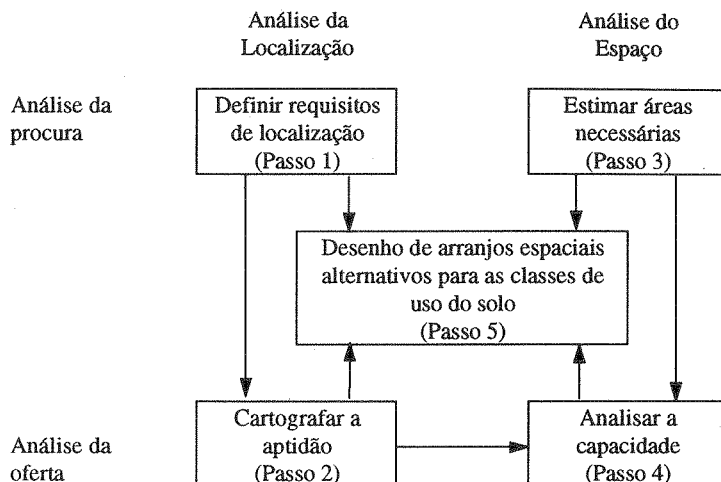 Análise da
Localização
Análise do
Espaço
Análise da
procura
Definir requisitos
de localização
(Passo 1)
Estimar áreas
necessárias
(Passo 3)
Desenho de arranjos espaciais
alternativos para as classes de
uso do solo
(Passo 5)
Análise da
oferta
Cartografar a
aptidão
(Passo 2)
Analisar a
capacidade
(Passo 4)